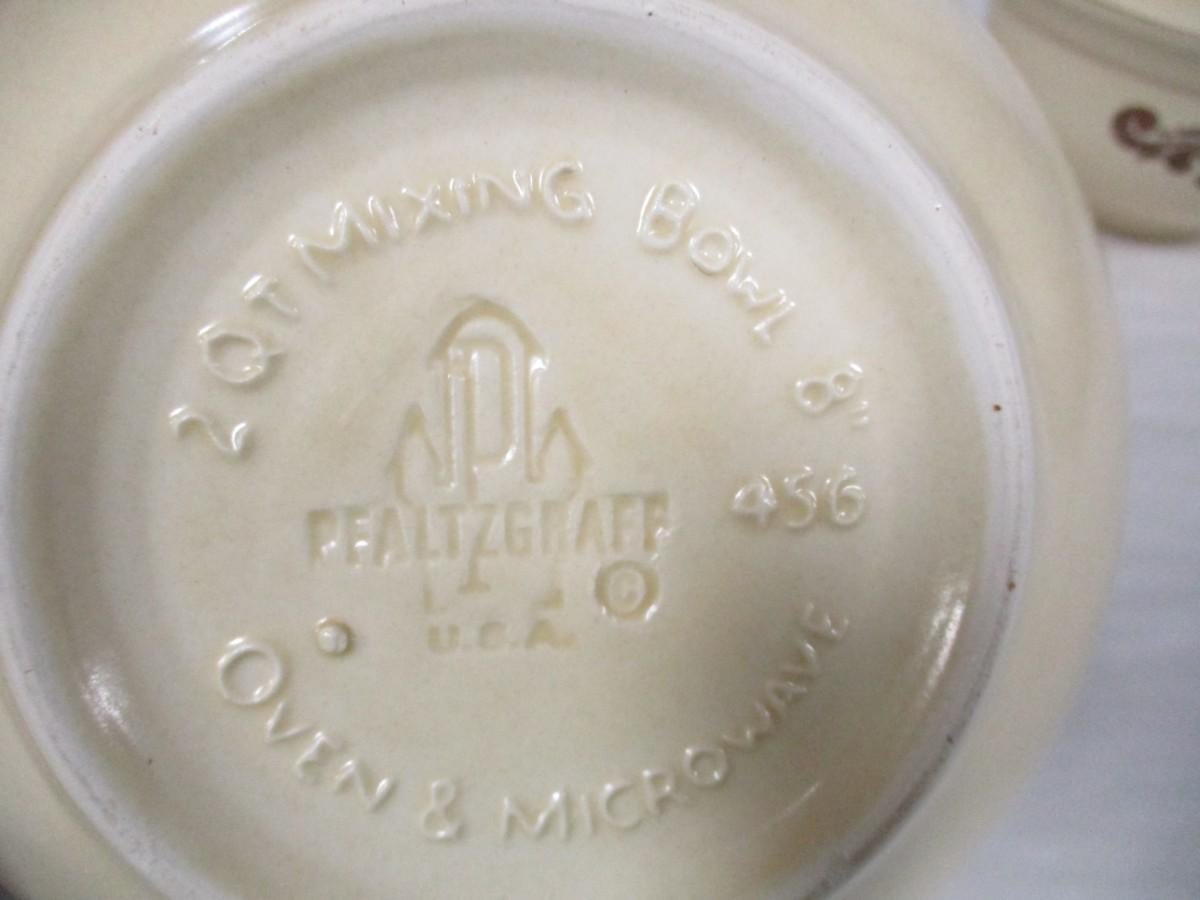 2 QT MIXING BOWL 8"
456
P
PFALTZGRAFF
©
U.S.A.
OVEN & MICROWAVE